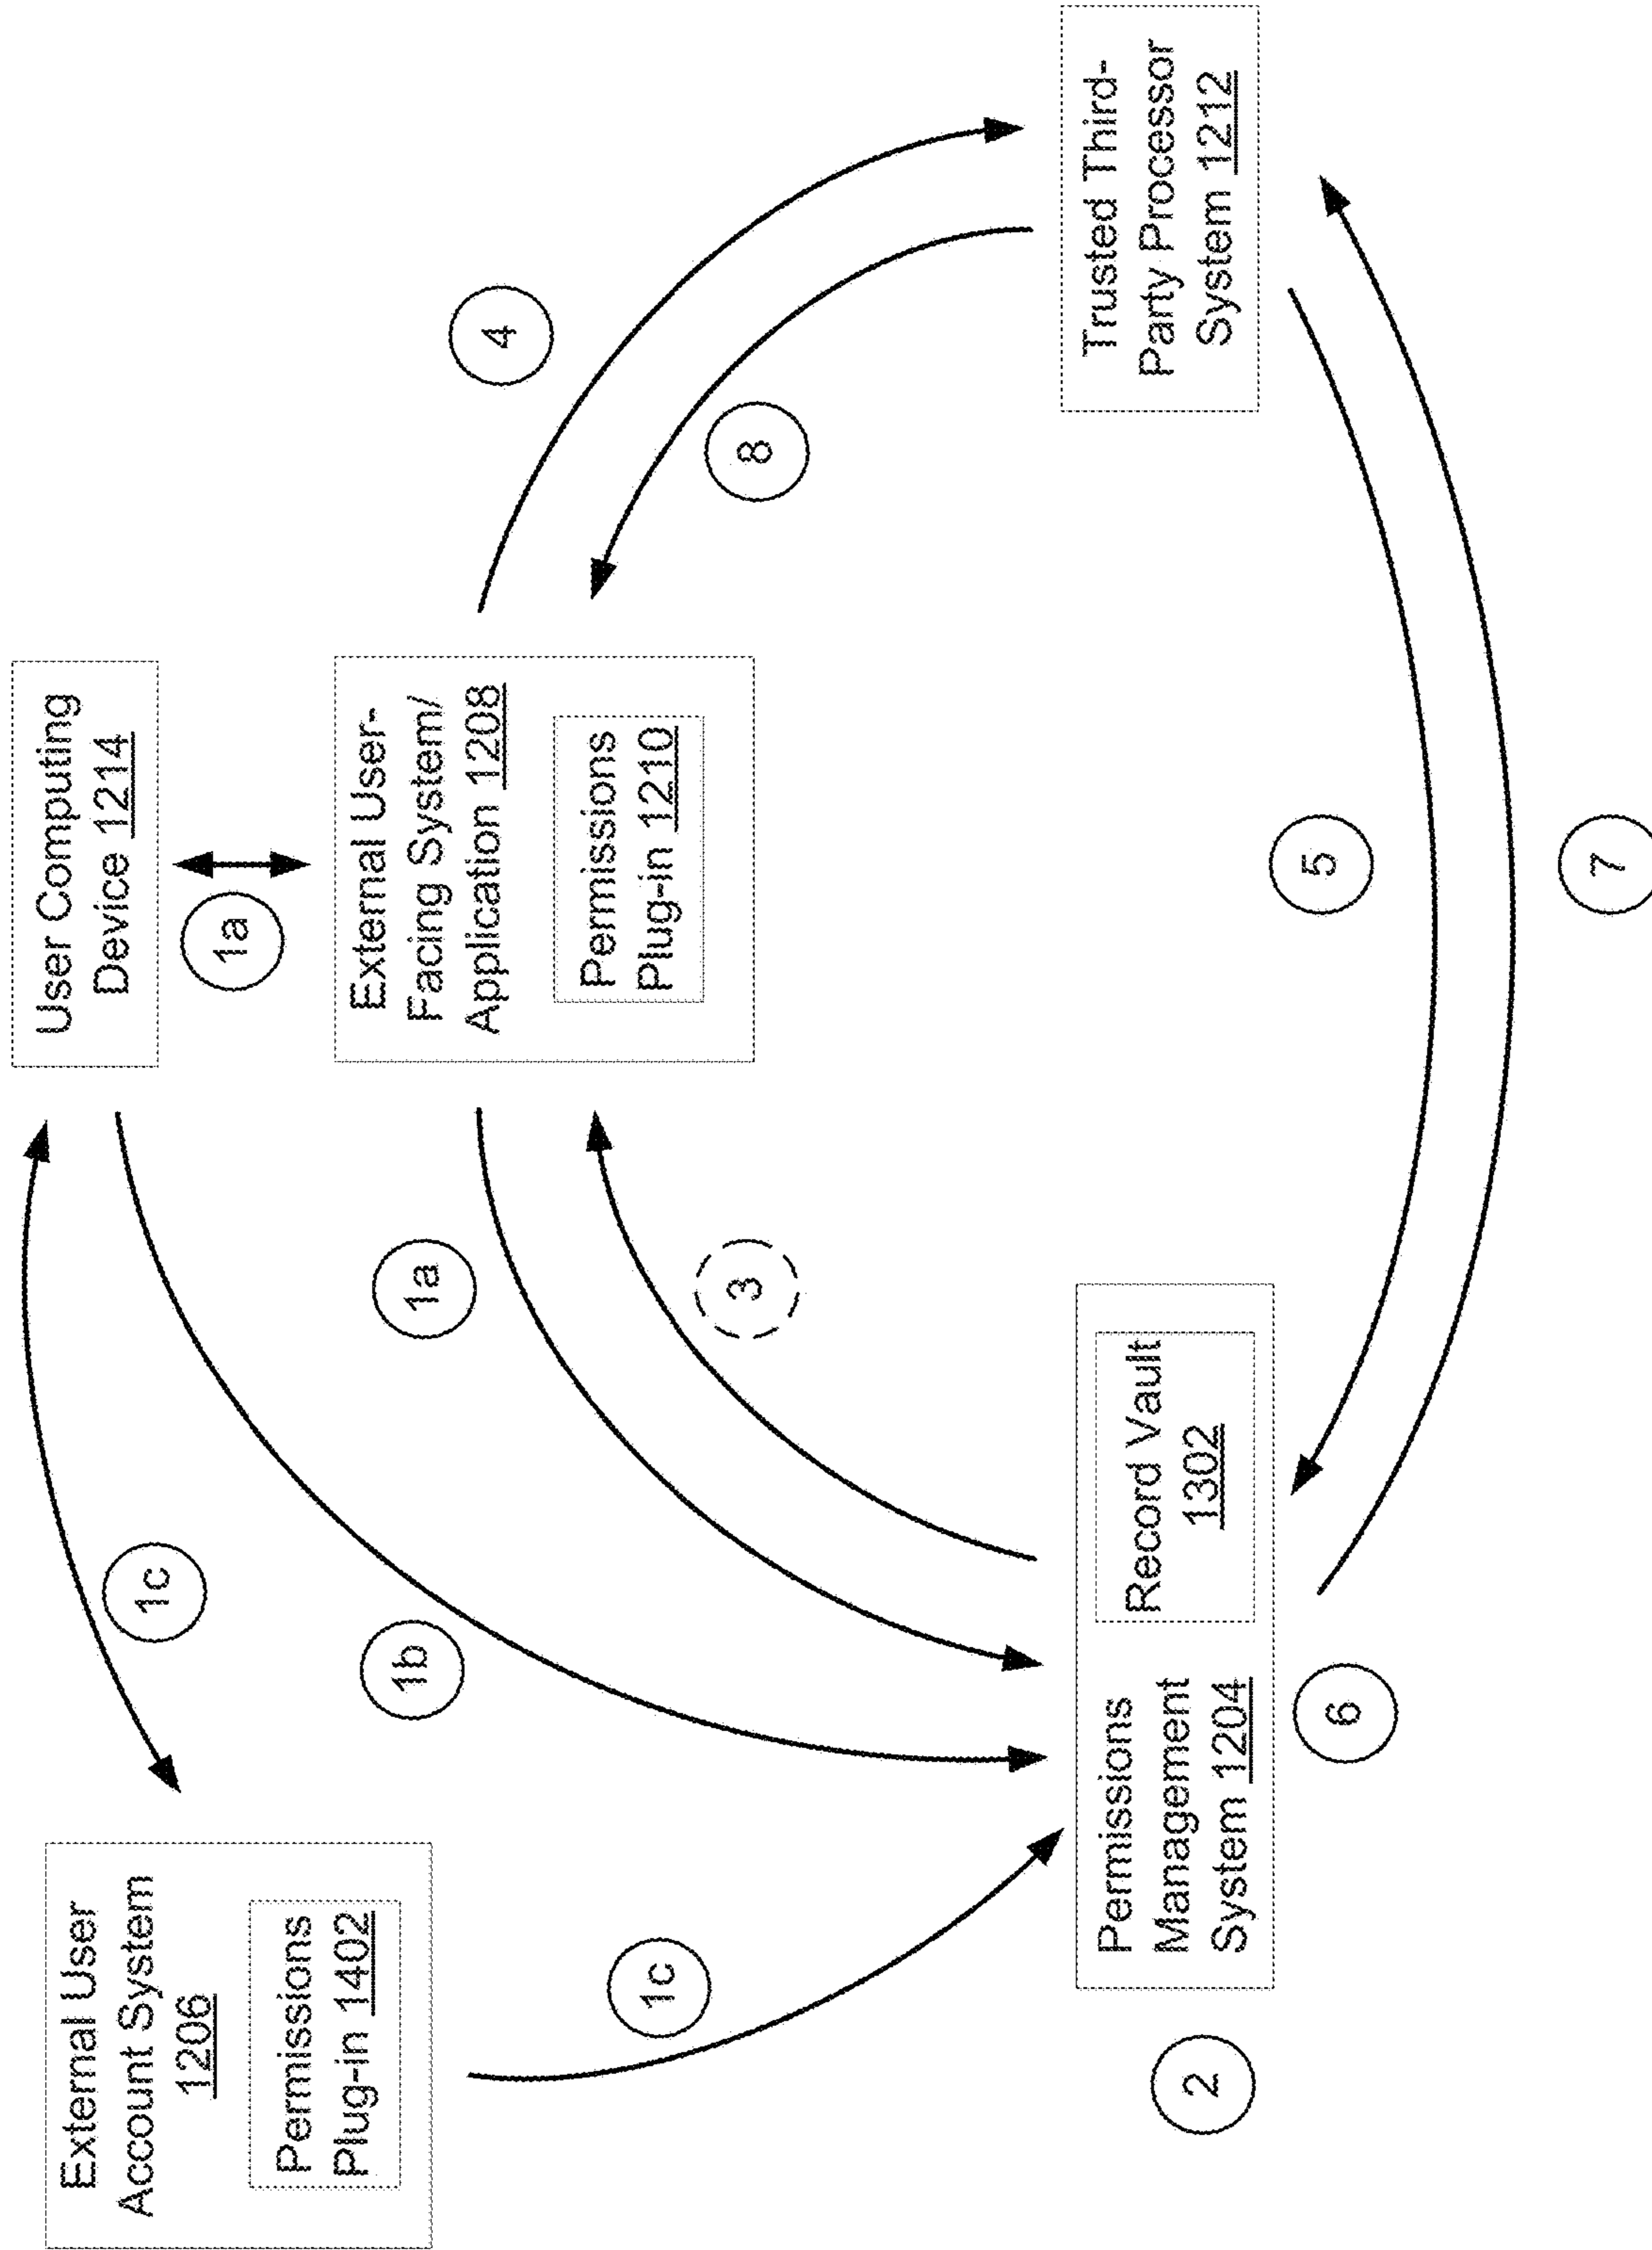 External User
Account System
1206
Permissions
Plug-in 1402
1c
1c
1b
User Computing
Device 1214
1a
External User-
Facing System/
Application 1208
Permissions
Plug-in 1210
1a
3
4
8
Permissions
Management
System 1204
Record Vault
1302
2
6
Trusted Third-
Party Processor
System 1212
5
7